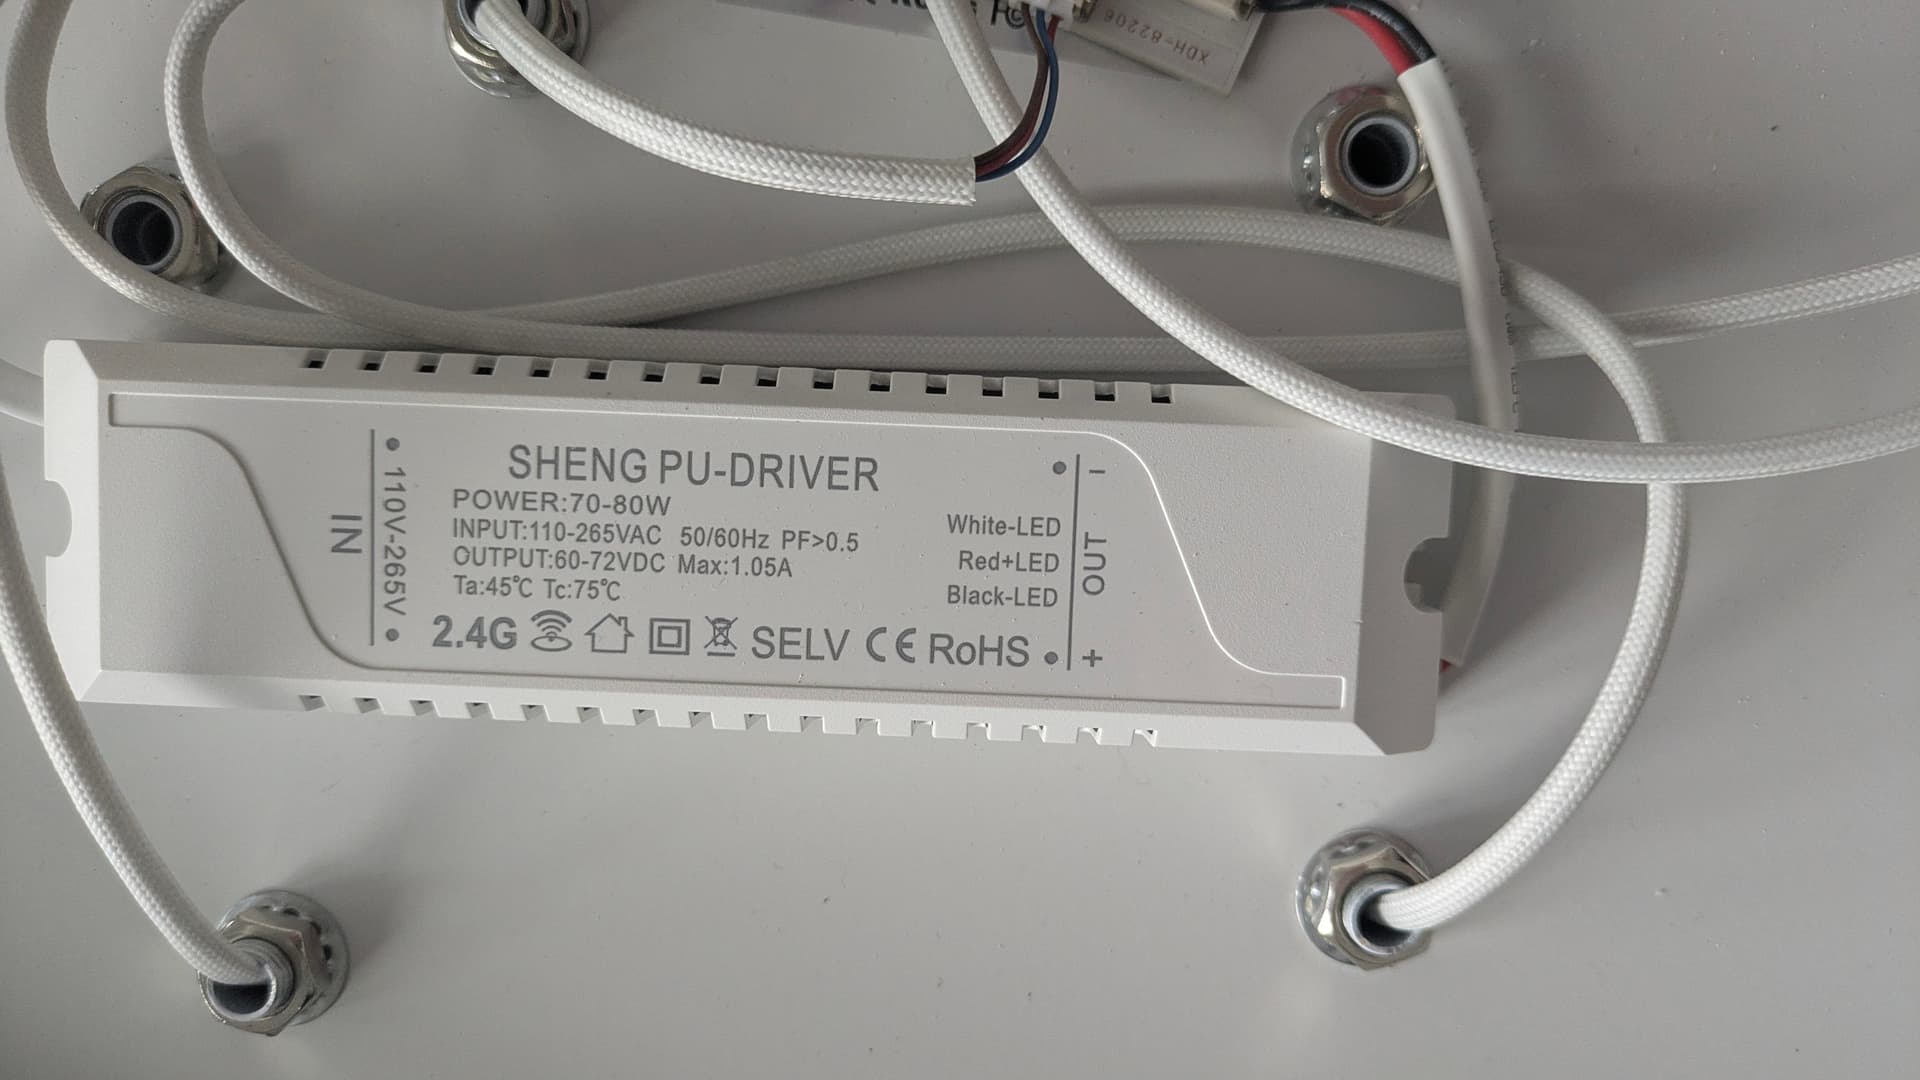 XDH-82206
SHENG PU-DRIVER
POWER:70-80W
INPUT:110-265VAC 50/60Hz PF>0.5
OUTPUT:60-72VDC Max:1.05A
Ta:45℃ Tc:75℃
2.4G SELV CE RoHS
IN
110V-265V
White-LED
Red+LED
Black-LED
OUT
−
+